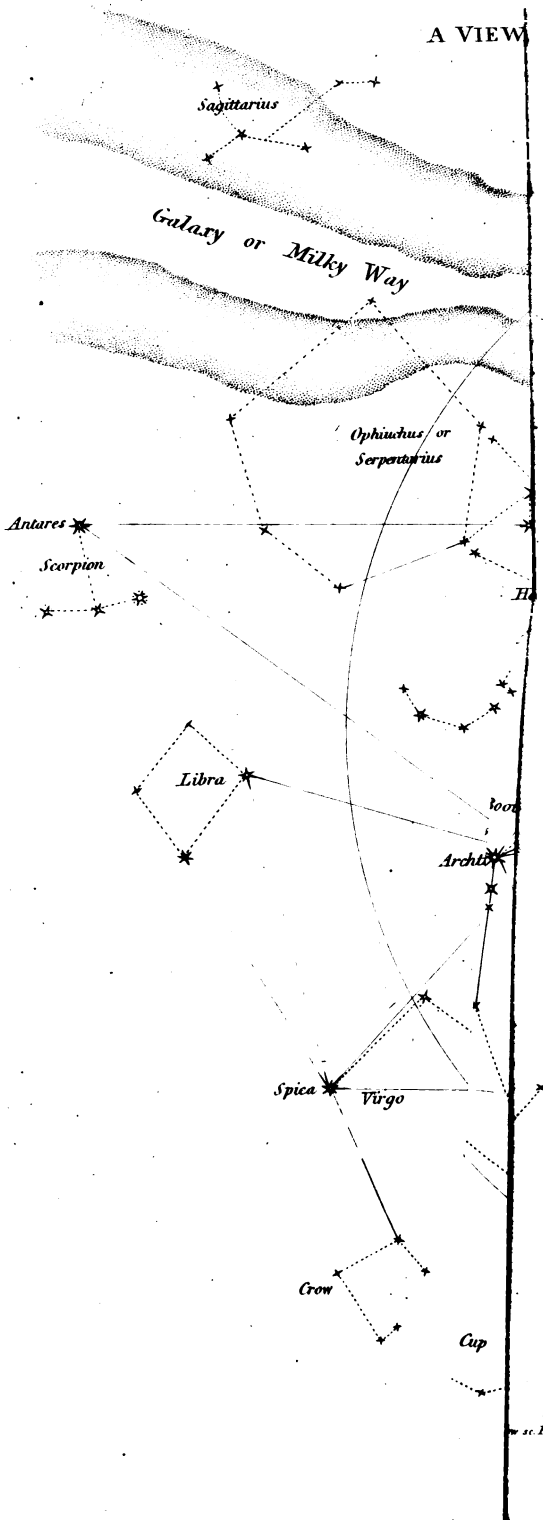 A VIEW
Sagittarius
Galaxy or Milky Way
Ophiuchus or
Serpentarius
Antares
Scorpion
Libra
Spica
Virgo
Crow
Cup